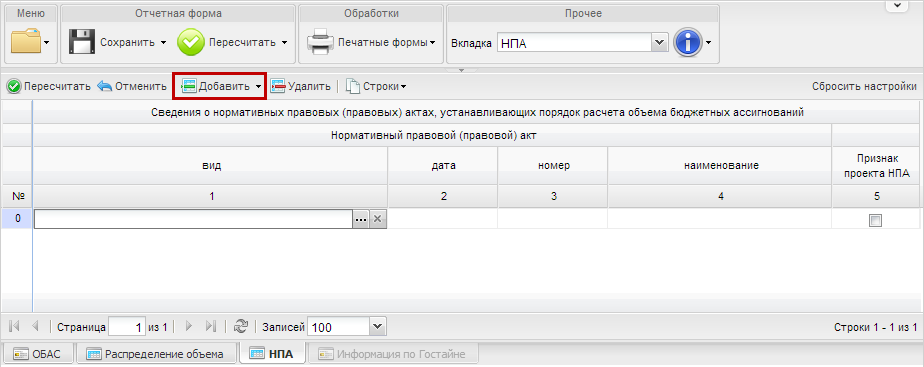 Меню Отчетная форма Обработки Прочее
Сохранить Пересчитать Печатные формы Вкладка НПА
Пересчитать Отменить Добавить Удалить Строки Сбросить настройки
Сведения о нормативных правовых (правовых) актах, устанавливающих порядок расчета объема бюджетных ассигнований
Нормативный правовой (правовой) акт
вид дата номер наименование Признак
проекта НПА
№ 1 2 3 4 5
0
Страница 1 из 1 Записей 100 Строки 1 - 1 из 1
ОБАС Распределение объема НПА Информация по Гостайне